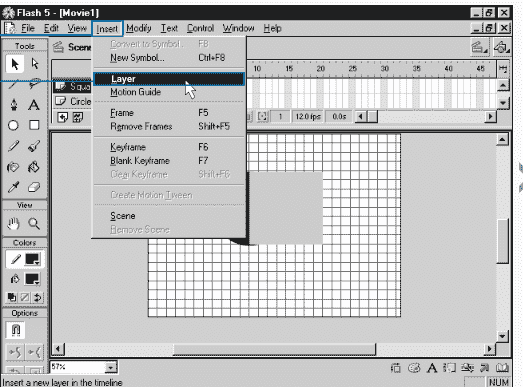 Flash 5 - [Movie1]
File Edit View Insert Modify Text Control Window Help
Tools
Scen
Convert to Symbol... F8
New Symbol... Ctrl+F8
Layer
Motion Guide
Frame F5
Remove Frames Shift+F5
Keyframe F6
Blank Keyframe F7
Clear Keyframe Shift+F6
Create Motion Tween
Scene
Remove Scene
10 15 20 25 30 35 40 45
Squa
Circle
1 12.0 fps 0.0s
A
View
Colors
Options
57%
A
Insert a new layer in the timeline
NUM